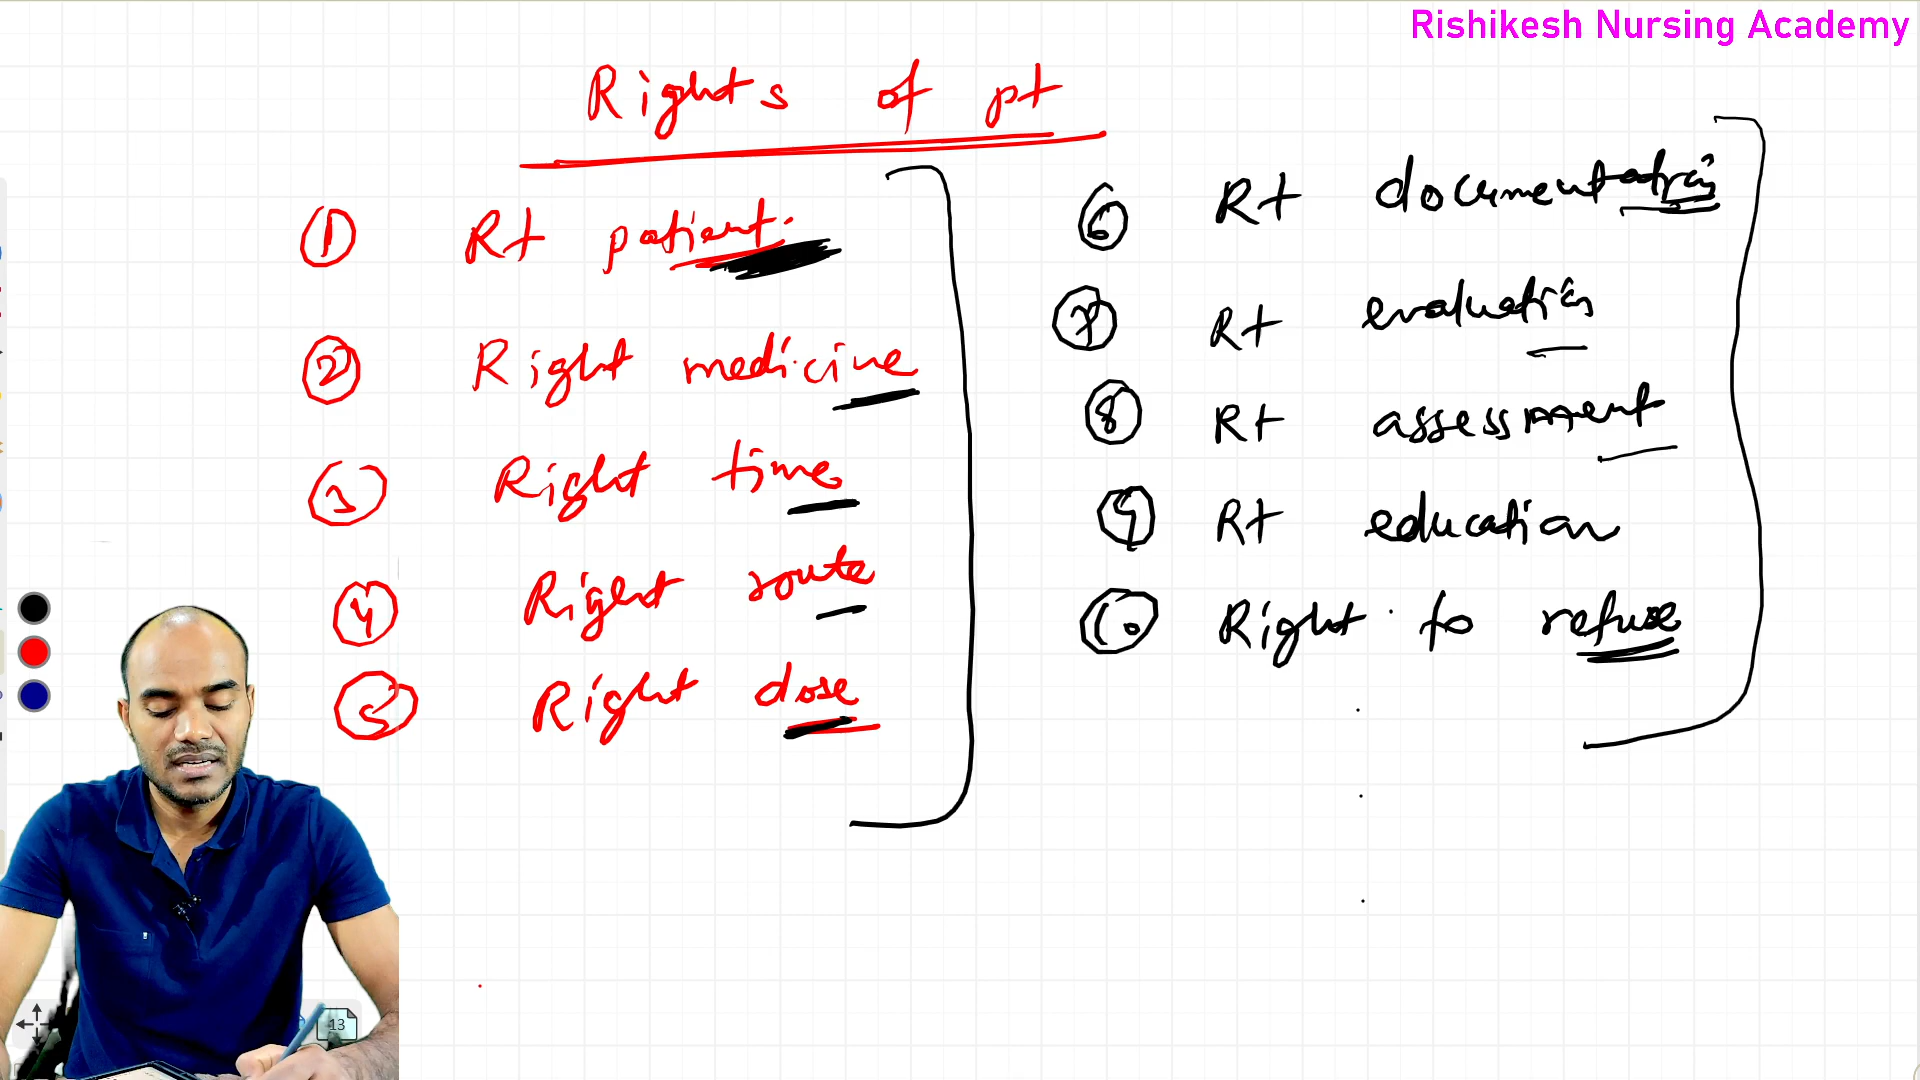 Rishikesh Nursing Academy
Rights of pt
1 Rt patient.
2 Right medicine
3 Right time
4 Right route
5 Right dose
6 Rt documentation
7 Rt evaluation
8 Rt assessment
9 Rt education
10 Right to refuse
13